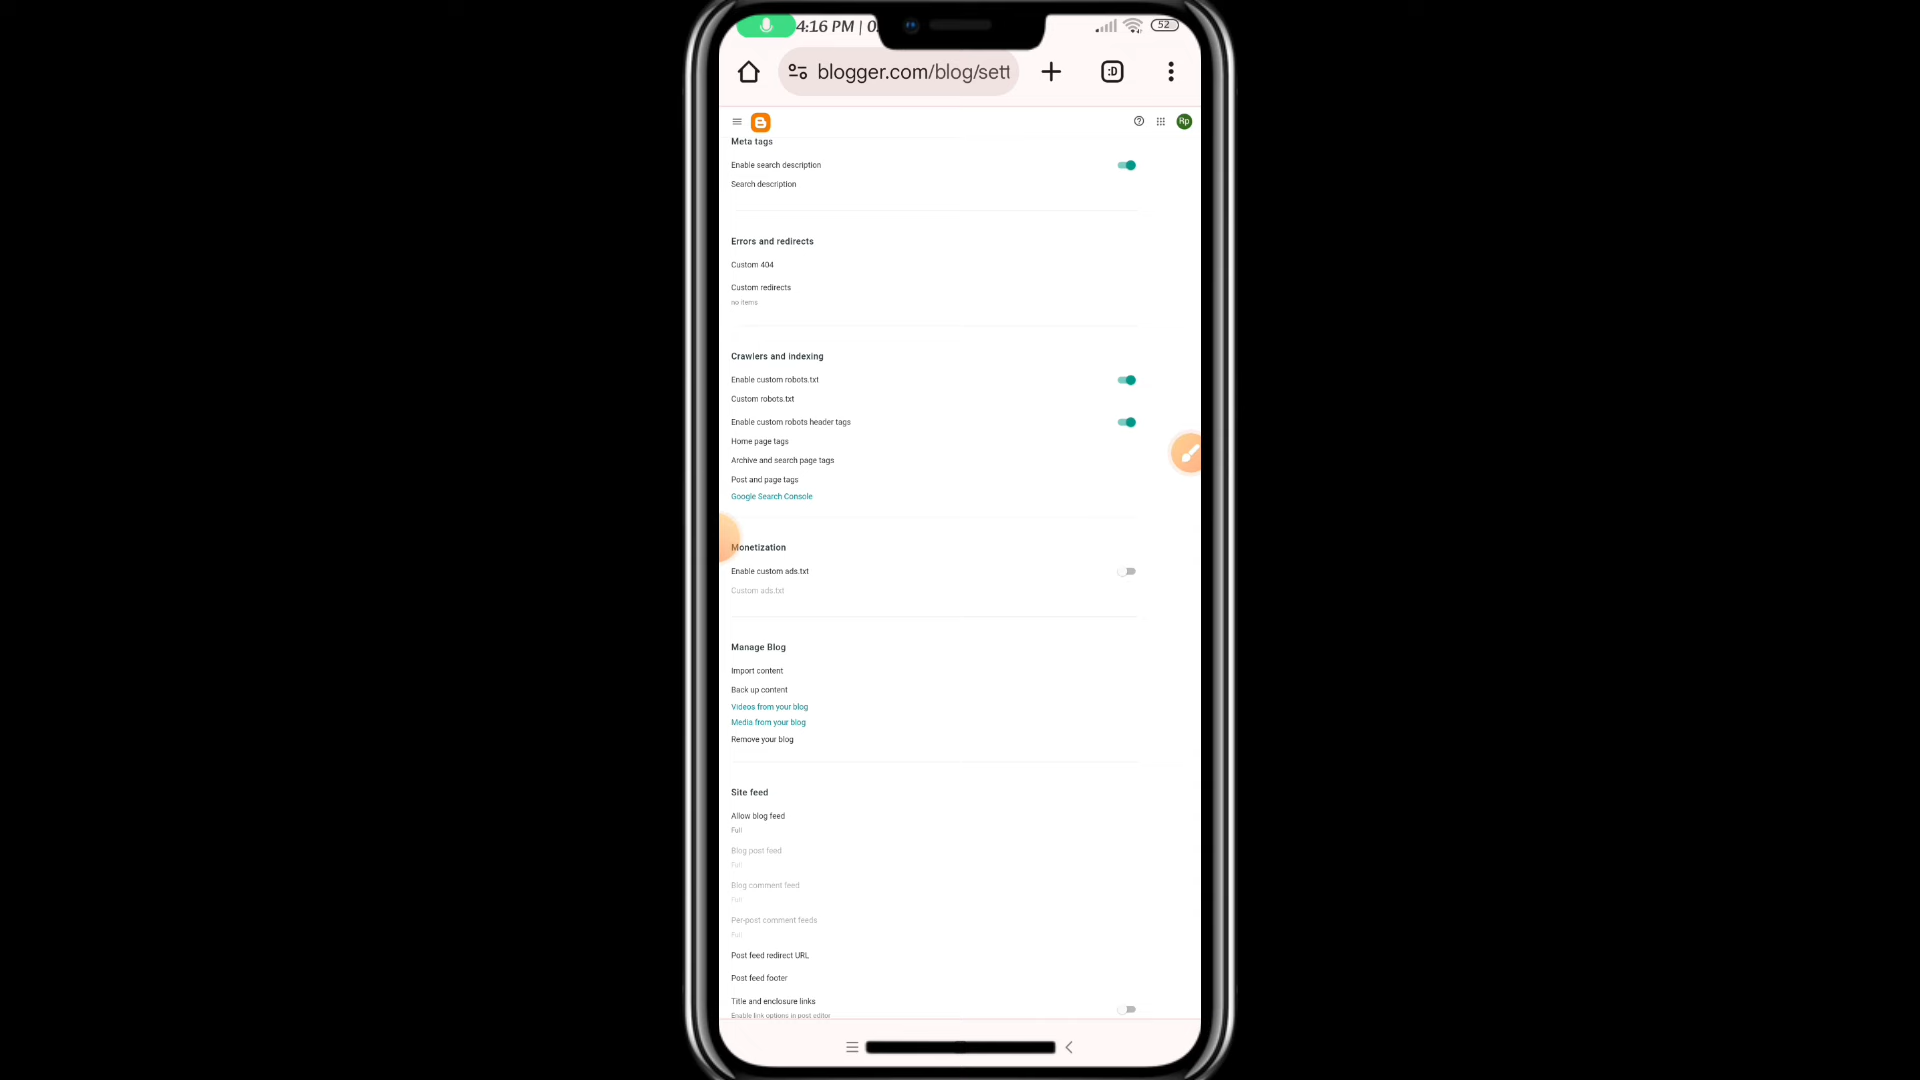 4:16 PM | 0
52
blogger.com/blog/sett
:D
Rp
Meta tags
Enable search description
Search description
Errors and redirects
Custom 404
Custom redirects
no items
Crawlers and indexing
Enable custom robots.txt
Custom robots.txt
Enable custom robots header tags
Home page tags
Archive and search page tags
Post and page tags
Google Search Console
Monetization
Enable custom ads.txt
Custom ads.txt
Manage Blog
Import content
Back up content
Videos from your blog
Media from your blog
Remove your blog
Site feed
Allow blog feed
Full
Blog post feed
Full
Blog comment feed
Full
Per-post comment feeds
Full
Post feed redirect URL
Post feed footer
Title and enclosure links
Enable link options in post editor